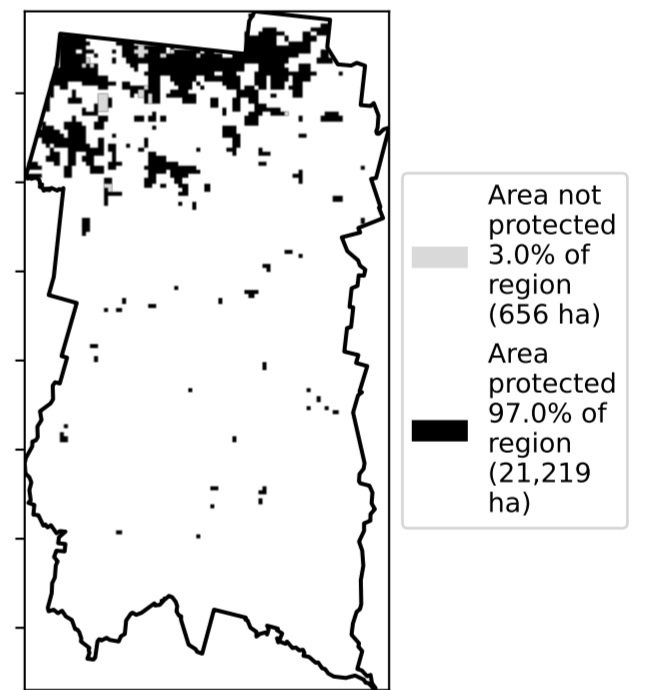 Area not
protected
3.0% of
region
(656 ha)
Area
protected
97.0% of
region
(21,219
ha)